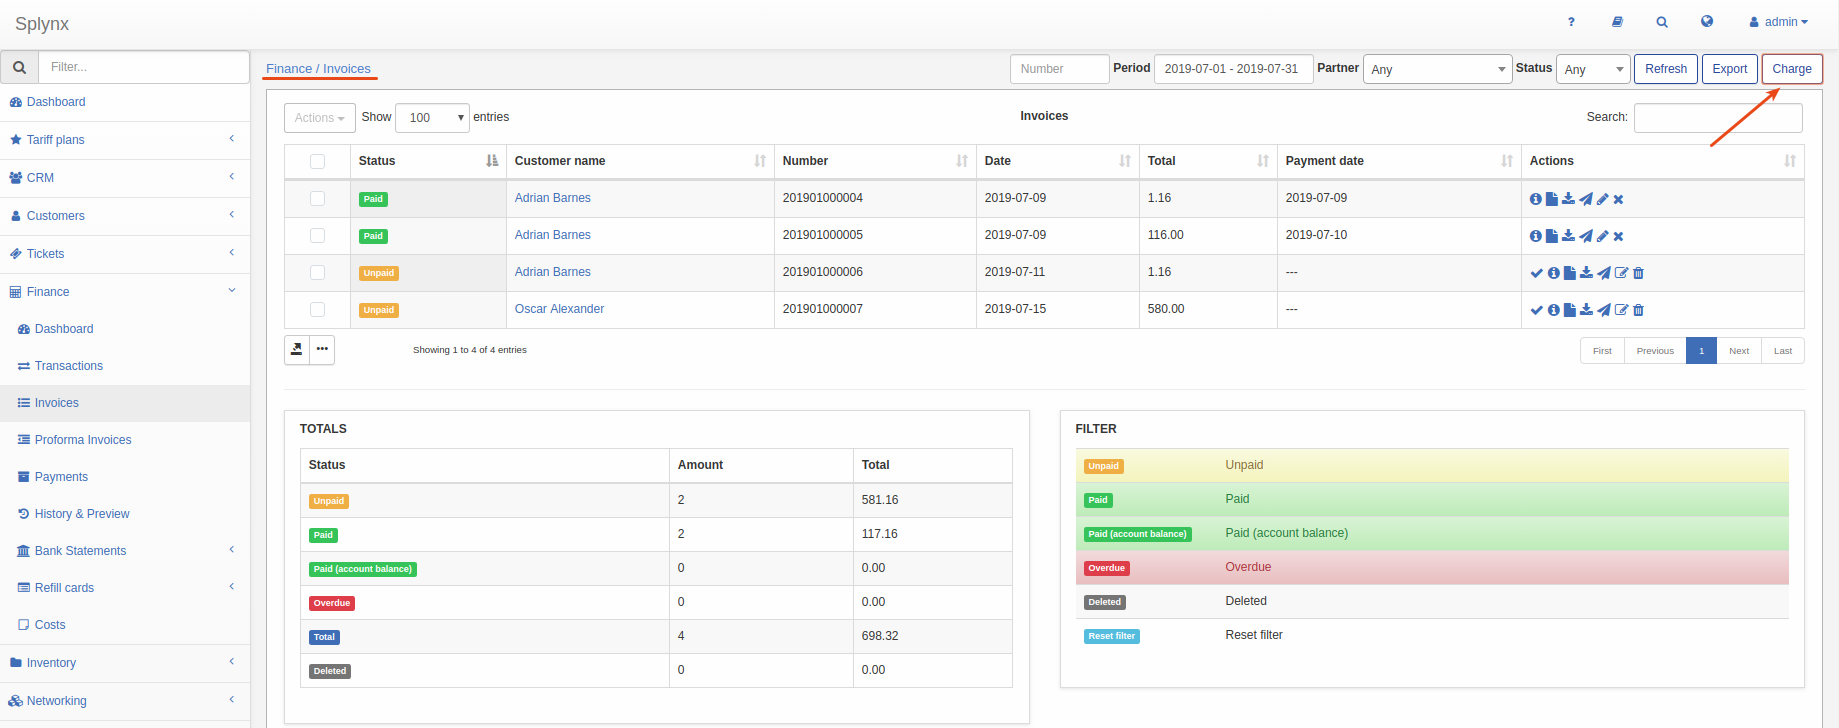 Splynx
? admin
Filter...
Dashboard
Tariff plans
CRM
Customers
Tickets
Finance
Dashboard
Transactions
Invoices
Proforma Invoices
Payments
History & Preview
Bank Statements
Refill cards
Costs
Inventory
Networking
Finance / Invoices
Number Period 2019-07-01 - 2019-07-31 Partner Any Status Any Refresh Export Charge
Actions Show 100 entries Invoices Search:
Status Customer name Number Date Total Payment date Actions
Paid Adrian Barnes 201901000004 2019-07-09 1.16 2019-07-09
Paid Adrian Barnes 201901000005 2019-07-09 116.00 2019-07-10
Unpaid Adrian Barnes 201901000006 2019-07-11 1.16 ---
Unpaid Oscar Alexander 201901000007 2019-07-15 580.00 ---
Showing 1 to 4 of 4 entries First Previous 1 Next Last
TOTALS
Status Amount Total
Unpaid 2 581.16
Paid 2 117.16
Paid (account balance) 0 0.00
Overdue 0 0.00
Total 4 698.32
Deleted 0 0.00
FILTER
Unpaid Unpaid
Paid Paid
Paid (account balance) Paid (account balance)
Overdue Overdue
Deleted Deleted
Reset filter Reset filter